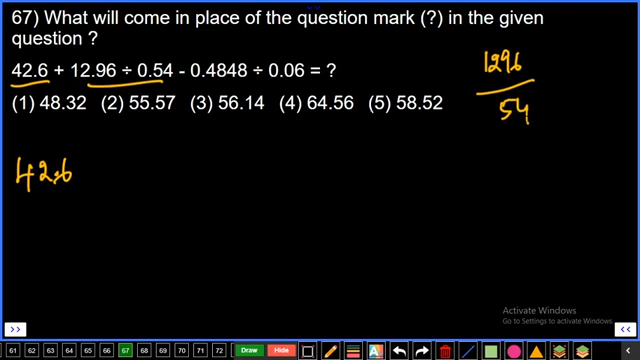 67) What will come in place of the question mark (?) in the given
question ?
42.6 + 12.96 ÷ 0.54 - 0.4848 ÷ 0.06 = ?
(1) 48.32 (2) 55.57 (3) 56.14 (4) 64.56 (5) 58.52
1296
54
42.6
Activate Windows
Go to Settings to activate Windows
>> 61 62 63 64 65 66 67 68 69 70 71 72 Draw Hide <<